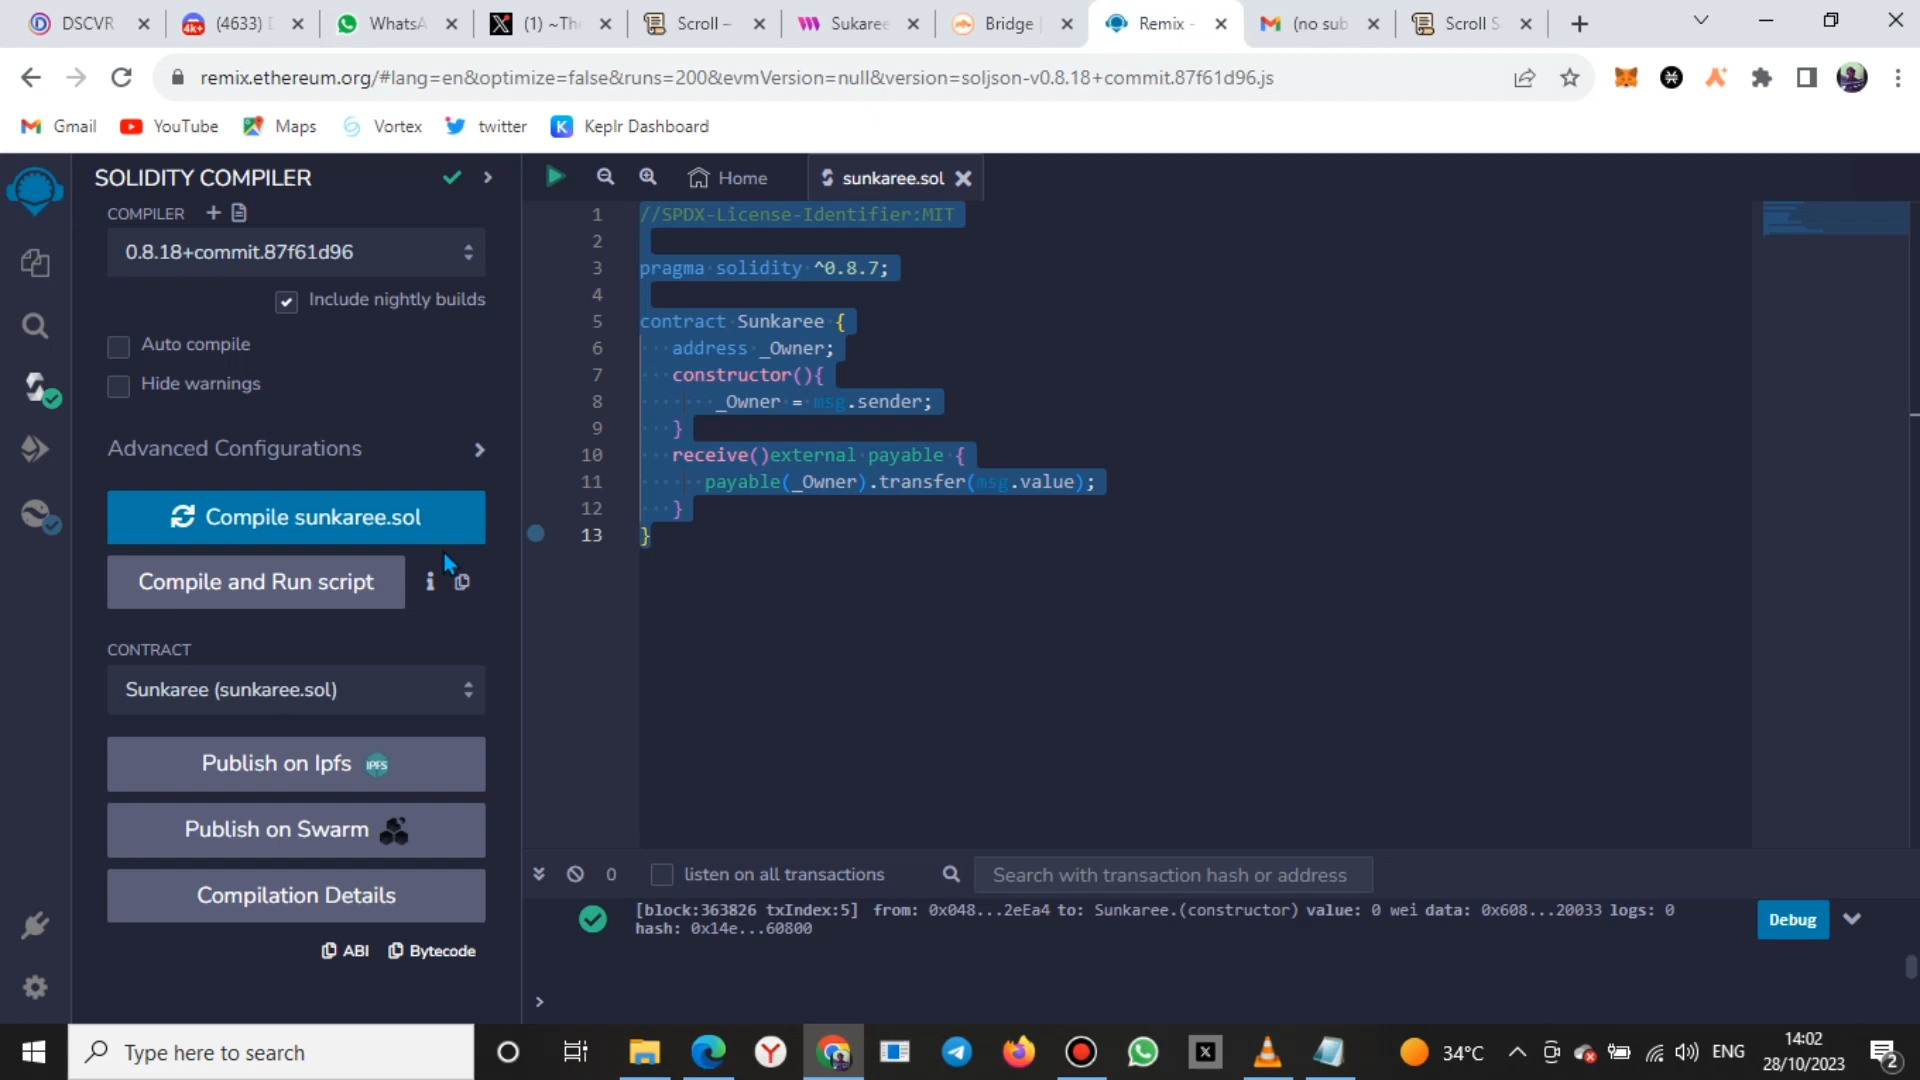 DSCVR
(4633)
WhatsA
(1) ~Th
Scroll –
Sukaree
Bridge
Remix -
(no sub
Scroll S
remix.ethereum.org/#lang=en&optimize=false&runs=200&evmVersion=null&version=soljson-v0.8.18+commit.87f61d96.js
Gmail
YouTube
Maps
Vortex
twitter
Keplr Dashboard
SOLIDITY COMPILER
COMPILER
0.8.18+commit.87f61d96
Include nightly builds
Auto compile
Hide warnings
Advanced Configurations
Compile sunkaree.sol
Compile and Run script
CONTRACT
Sunkaree (sunkaree.sol)
Publish on Ipfs
IPFS
Publish on Swarm
Compilation Details
ABI
Bytecode
Home
sunkaree.sol
1 //SPDX-License-Identifier:MIT
2
3 pragma solidity ^0.8.7;
4
5 contract Sunkaree {
6 address _Owner;
7 constructor(){
8 _Owner = msg.sender;
9 }
10 receive()external payable {
11 payable(_Owner).transfer(msg.value);
12 }
13 }
0
listen on all transactions
Search with transaction hash or address
[block:363826 txIndex:5] from: 0x048...2eEa4 to: Sunkaree.(constructor) value: 0 wei data: 0x608...20033 logs: 0
hash: 0x14e...60800
Debug
>
Type here to search
34°C
ENG
14:02
28/10/2023
2